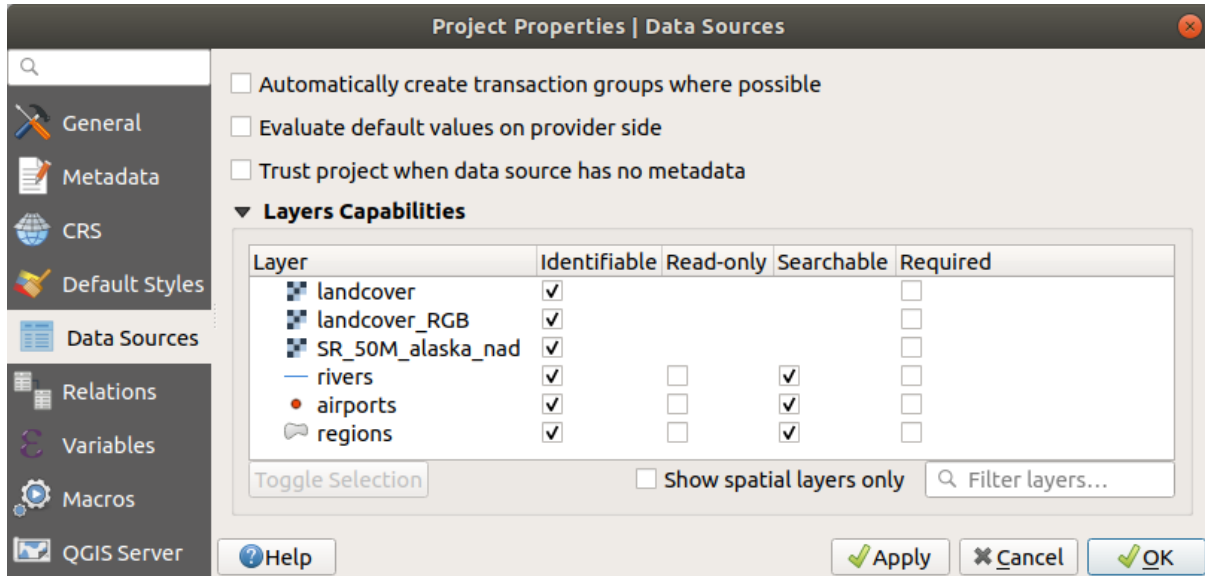 Project Properties | Data Sources
General
Metadata
CRS
Default Styles
Data Sources
Relations
Variables
Macros
QGIS Server
Automatically create transaction groups where possible
Evaluate default values on provider side
Trust project when data source has no metadata
Layers Capabilities
Layer Identifiable Read-only Searchable Required
landcover
landcover_RGB
SR_50M_alaska_nad
rivers
airports
regions
Toggle Selection Show spatial layers only Filter layers...
Help Apply Cancel OK